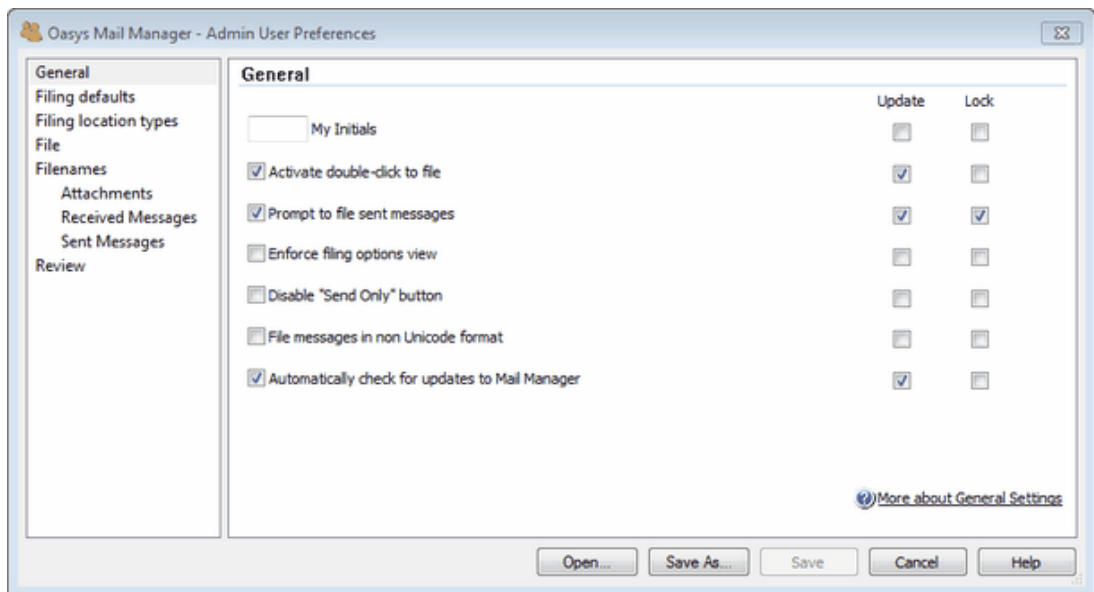 Oasys Mail Manager - Admin User Preferences
General
Filing defaults
Filing location types
File
Filenames
Attachments
Received Messages
Sent Messages
Review
General
Update Lock
My Initials
Activate double-click to file
Prompt to file sent messages
Enforce filing options view
Disable "Send Only" button
File messages in non Unicode format
Automatically check for updates to Mail Manager
More about General Settings
Open... Save As... Save Cancel Help